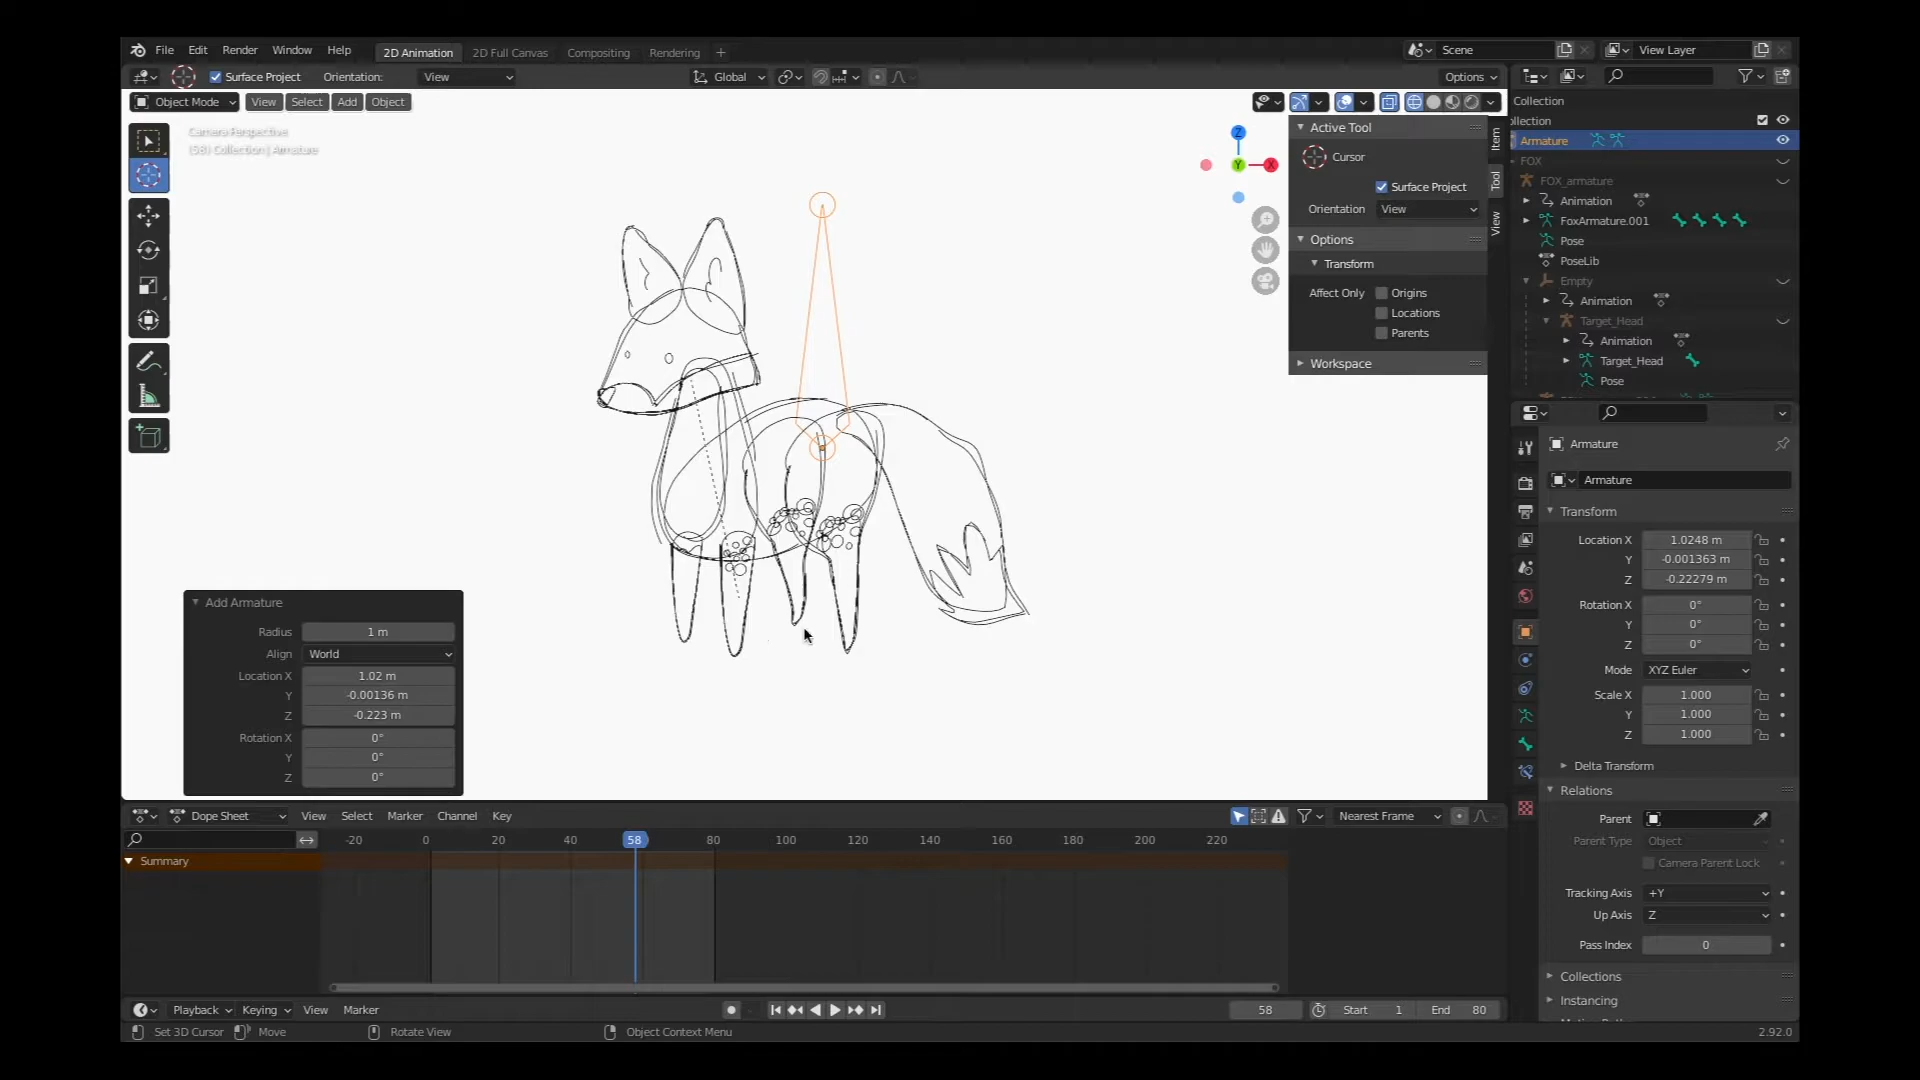 File Edit Render Window Help 2D Animation 2D Full Canvas Compositing Rendering + Scene View Layer
Surface Project Orientation: View Global Options
Object Mode View Select Add Object
Camera Perspective
(58) Collection | Armature
Active Tool
Cursor
Surface Project
Orientation View
Options
Transform
Affect Only Origins
Locations
Parents
Workspace
Item
Tool
View
Z
Y
X
Collection
ollection
Armature
FOX
FOX_armature
Animation
FoxArmature.001
Pose
PoseLib
Empty
Animation
Target_Head
Animation
Target_Head
Pose
Armature
Armature
Transform
Location X 1.0248 m
Y -0.001363 m
Z -0.22279 m
Rotation X 0°
Y 0°
Z 0°
Mode XYZ Euler
Scale X 1.000
Y 1.000
Z 1.000
Delta Transform
Relations
Parent
Parent Type Object
Camera Parent Lock
Tracking Axis +Y
Up Axis Z
Pass Index 0
Collections
Instancing
Add Armature
Radius 1 m
Align World
Location X 1.02 m
Y -0.00136 m
Z -0.223 m
Rotation X 0°
Y 0°
Z 0°
Dope Sheet View Select Marker Channel Key Nearest Frame
-20 0 20 40 58 80 100 120 140 160 180 200 220
Summary
Playback Keying View Marker 58 Start 1 End 80
Set 3D Cursor Move Rotate View Object Context Menu 2.92.0